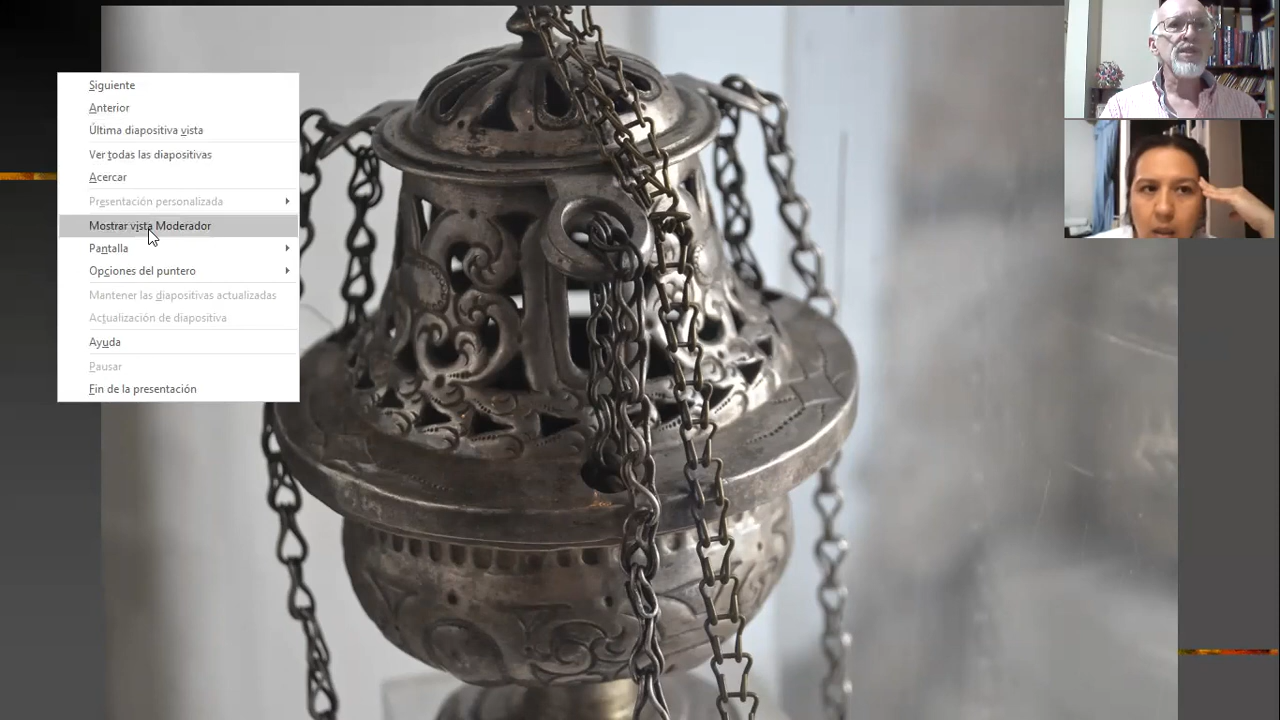 Siguiente
Anterior
Última diapositiva vista
Ver todas las diapositivas
Acercar
Presentación personalizada
Mostrar vista Moderador
Pantalla
Opciones del puntero
Mantener las diapositivas actualizadas
Actualización de diapositiva
Ayuda
Pausar
Fin de la presentación